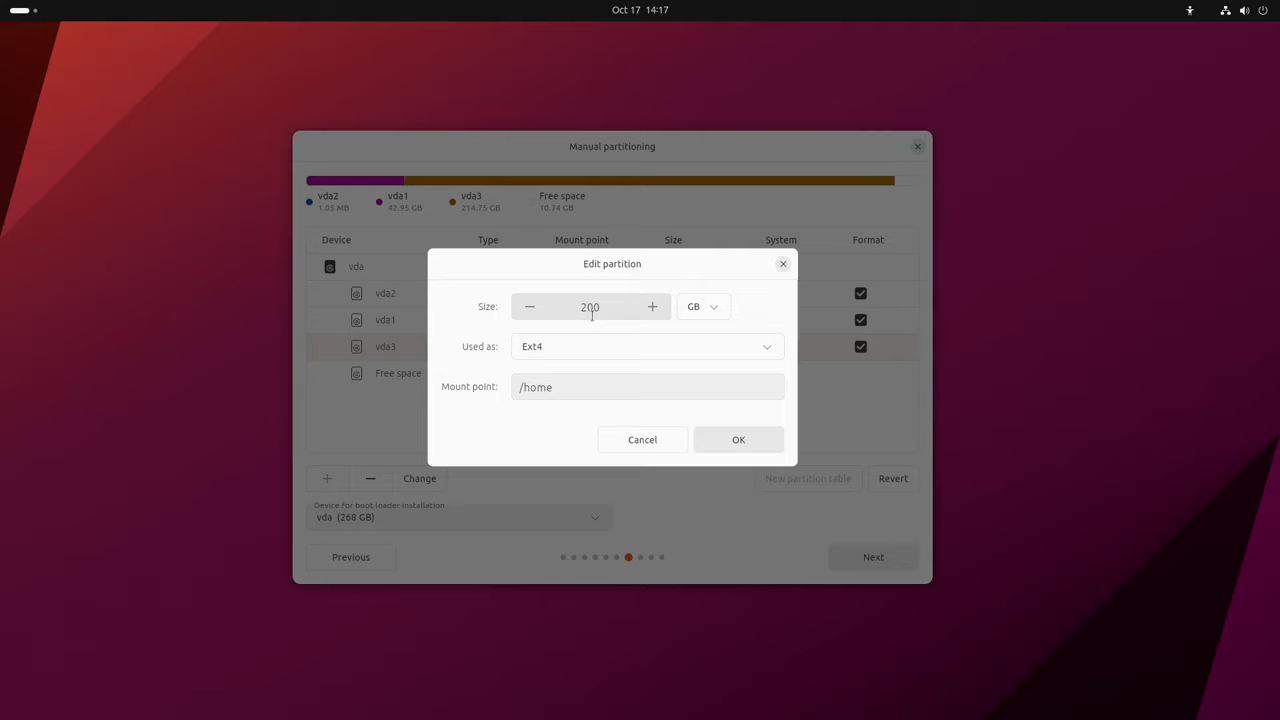 Oct 17 14:17
Manual partitioning
vda2 vda1 vda3 Free space
1.05 MB 42.95 GB 214.75 GB 10.74 GB
Device Type Mount point Size System Format
vda
vda2
vda1
vda3
Free space
Edit partition
Size: 200 GB
Used as: Ext4
Mount point: /home
Cancel OK
Change New partition table Revert
Device for boot loader installation
vda (268 GB)
Previous Next